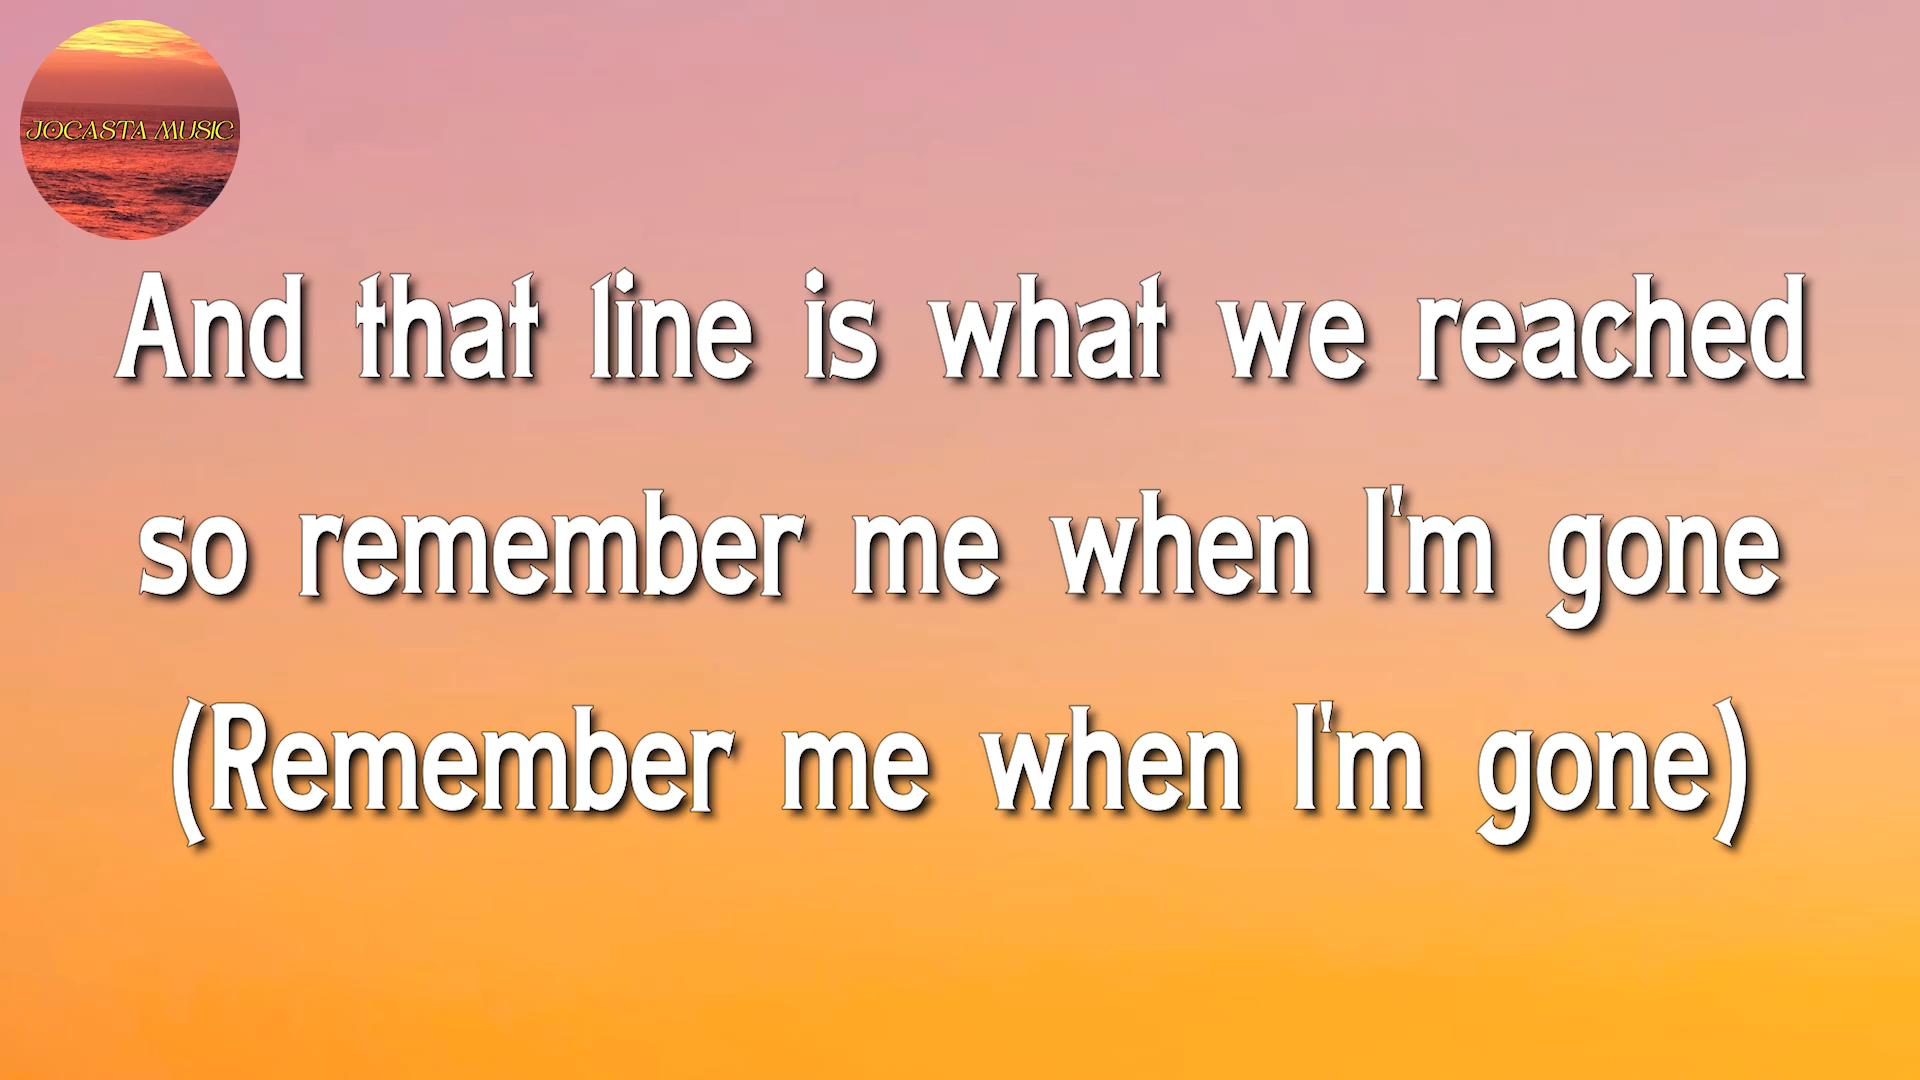 JOCASTA MUSIC
And that line is what we reached
so remember me when I'm gone
(Remember me when I'm gone)